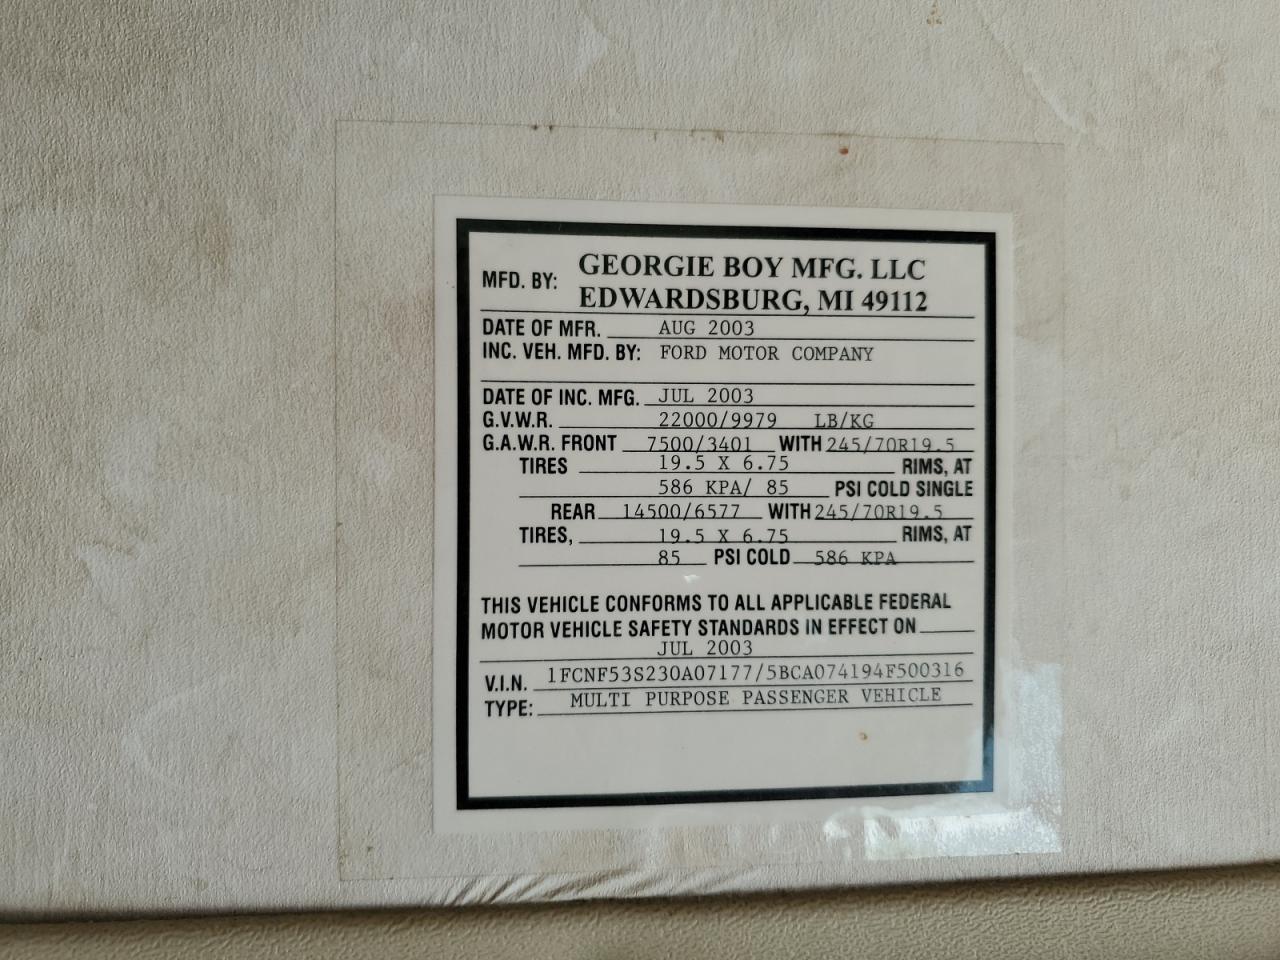 MFD. BY: GEORGIE BOY MFG. LLC
EDWARDSBURG, MI 49112
DATE OF MFR. AUG 2003
INC. VEH. MFD. BY: FORD MOTOR COMPANY
DATE OF INC. MFG. JUL 2003
G.V.W.R. 22000/9979 LB/KG
G.A.W.R. FRONT 7500/3401 WITH 245/70R19.5
TIRES 19.5 X 6.75 RIMS, AT
586 KPA/ 85 PSI COLD SINGLE
REAR 14500/6577 WITH 245/70R19.5
TIRES, 19.5 X 6.75 RIMS, AT
85 PSI COLD 586 KPA
THIS VEHICLE CONFORMS TO ALL APPLICABLE FEDERAL
MOTOR VEHICLE SAFETY STANDARDS IN EFFECT ON
JUL 2003
V.I.N. 1FCNF53S230A07177/5BCA074194F500316
TYPE: MULTI PURPOSE PASSENGER VEHICLE